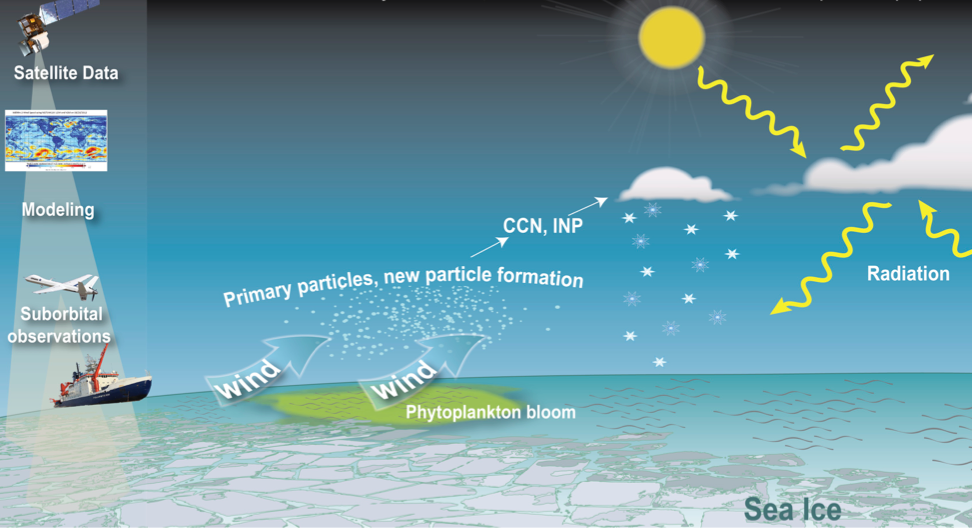 Satellite Data
Modeling
Suborbital
observations
CCN, INP
Primary particles, new particle formation
Radiation
Wind
Wind
Phytoplankton bloom
Sea Ice